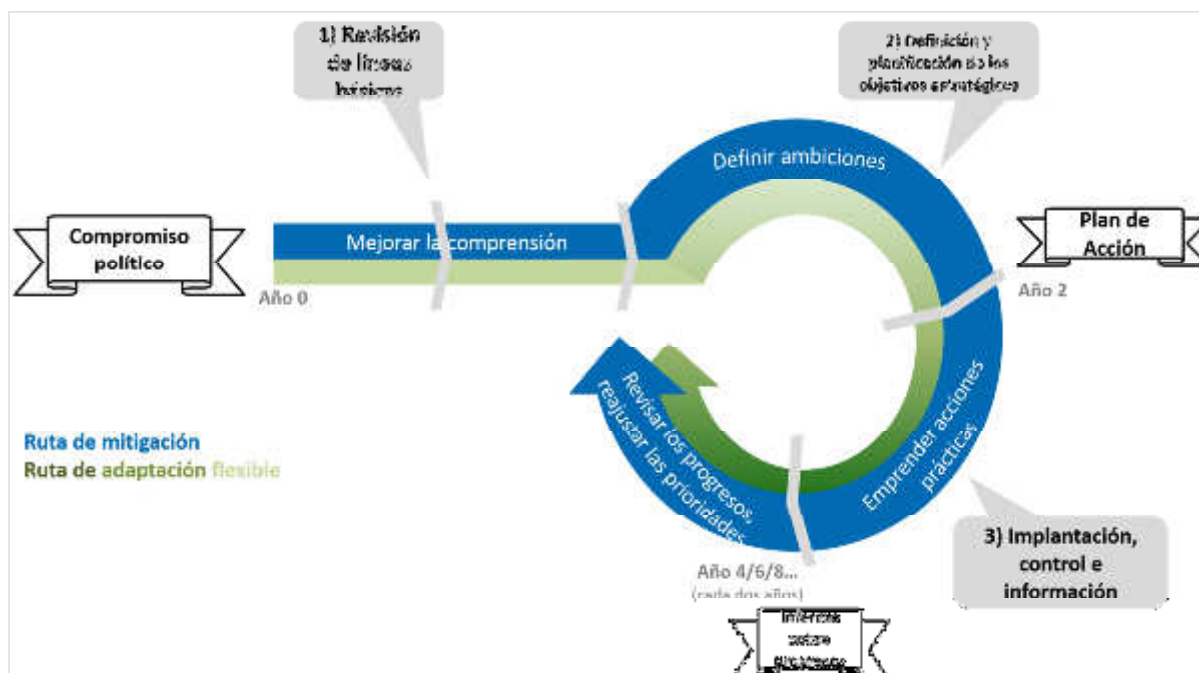 1) Revisión
de líneas
básicas
2) Definición y
planificación de los
objetivos estratégicos
Definir ambiciones
Compromiso
político
Mejorar la comprensión
Plan de
Acción
Año 0
Año 2
Revisar los progresos,
reajustar las prioridades
Emprender acciones
prácticas
Ruta de mitigación
Ruta de adaptación flexible
3) Implantación,
control e
información
Año 4/6/8...
(cada dos años)